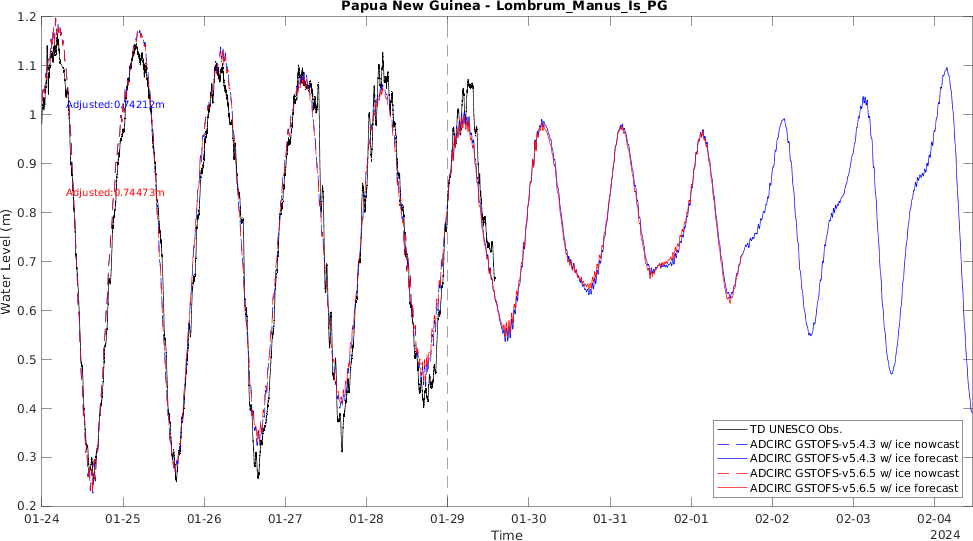 Papua New Guinea - Lombrum_Manus_Is_PG
Water Level (m)
1.2
1.1
1
0.9
0.8
0.7
0.6
0.5
0.4
0.3
0.2
Adjusted:0.74212m
Adjusted:0.74473m
TD UNESCO Obs.
ADCIRC GSTOFS-v5.4.3 w/ ice nowcast
ADCIRC GSTOFS-v5.4.3 w/ ice forecast
ADCIRC GSTOFS-v5.6.5 w/ ice nowcast
ADCIRC GSTOFS-v5.6.5 w/ ice forecast
01-24 01-25 01-26 01-27 01-28 01-29 01-30 01-31 02-01 02-02 02-03 02-04
Time
2024